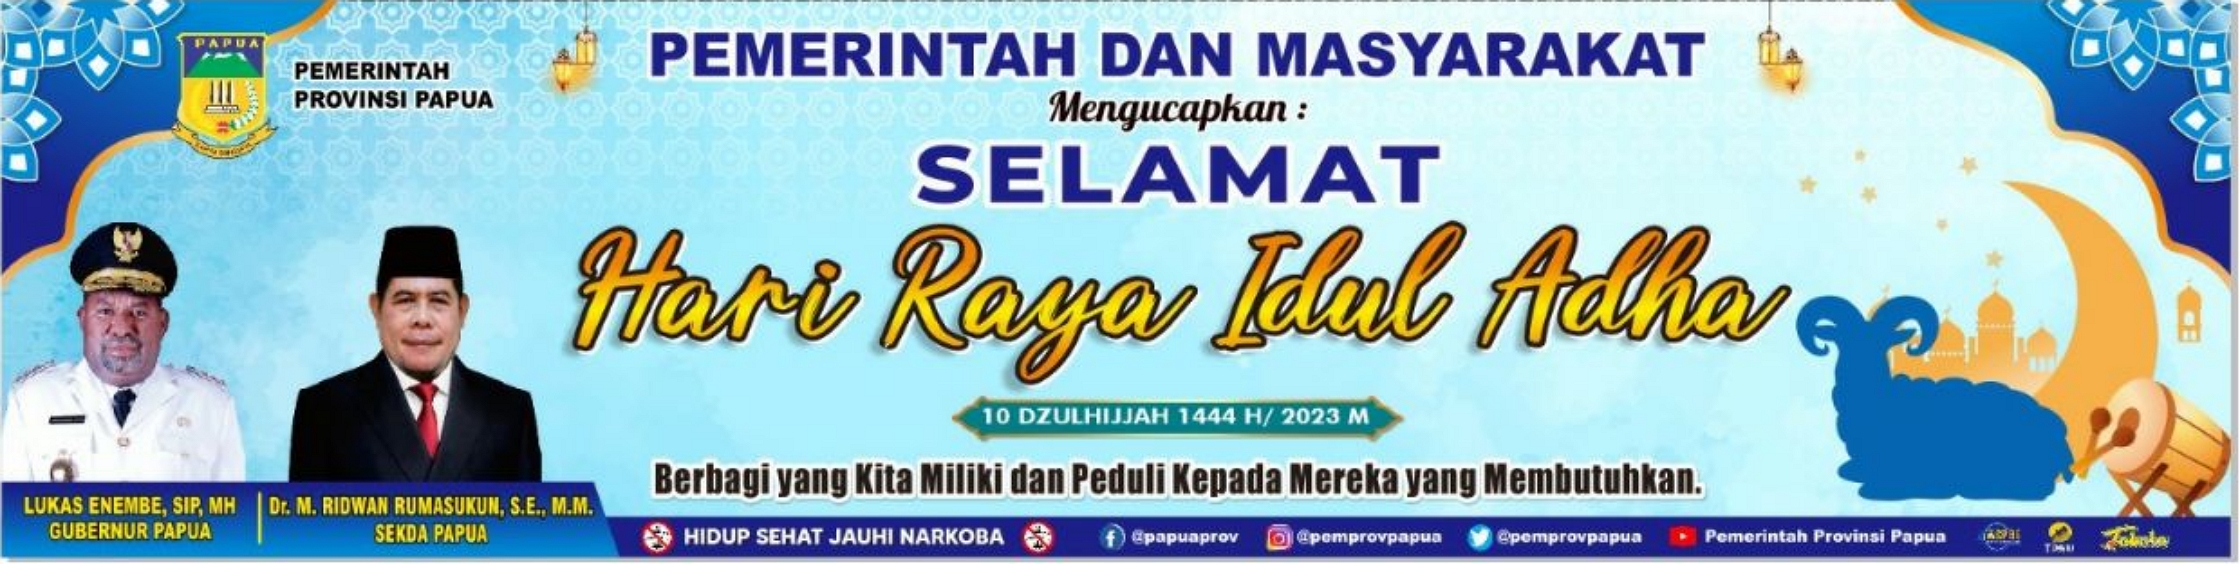 PAPUA
PEMERINTAH
PROVINSI PAPUA
PEMERINTAH DAN MASYARAKAT
Mengucapkan :
SELAMAT
Hari Raya Idul Adha
10 DZULHIJJAH 1444 H/ 2023 M
Berbagi yang Kita Miliki dan Peduli Kepada Mereka yang Membutuhkan.
LUKAS ENEMBE, SIP, MH
GUBERNUR PAPUA
Dr. M. RIDWAN RUMASUKUN, S.E., M.M.
SEKDA PAPUA
HIDUP SEHAT JAUHI NARKOBA
@papuaprov
@pemprovpapua
@pemprovpapua
Pemerintah Provinsi Papua